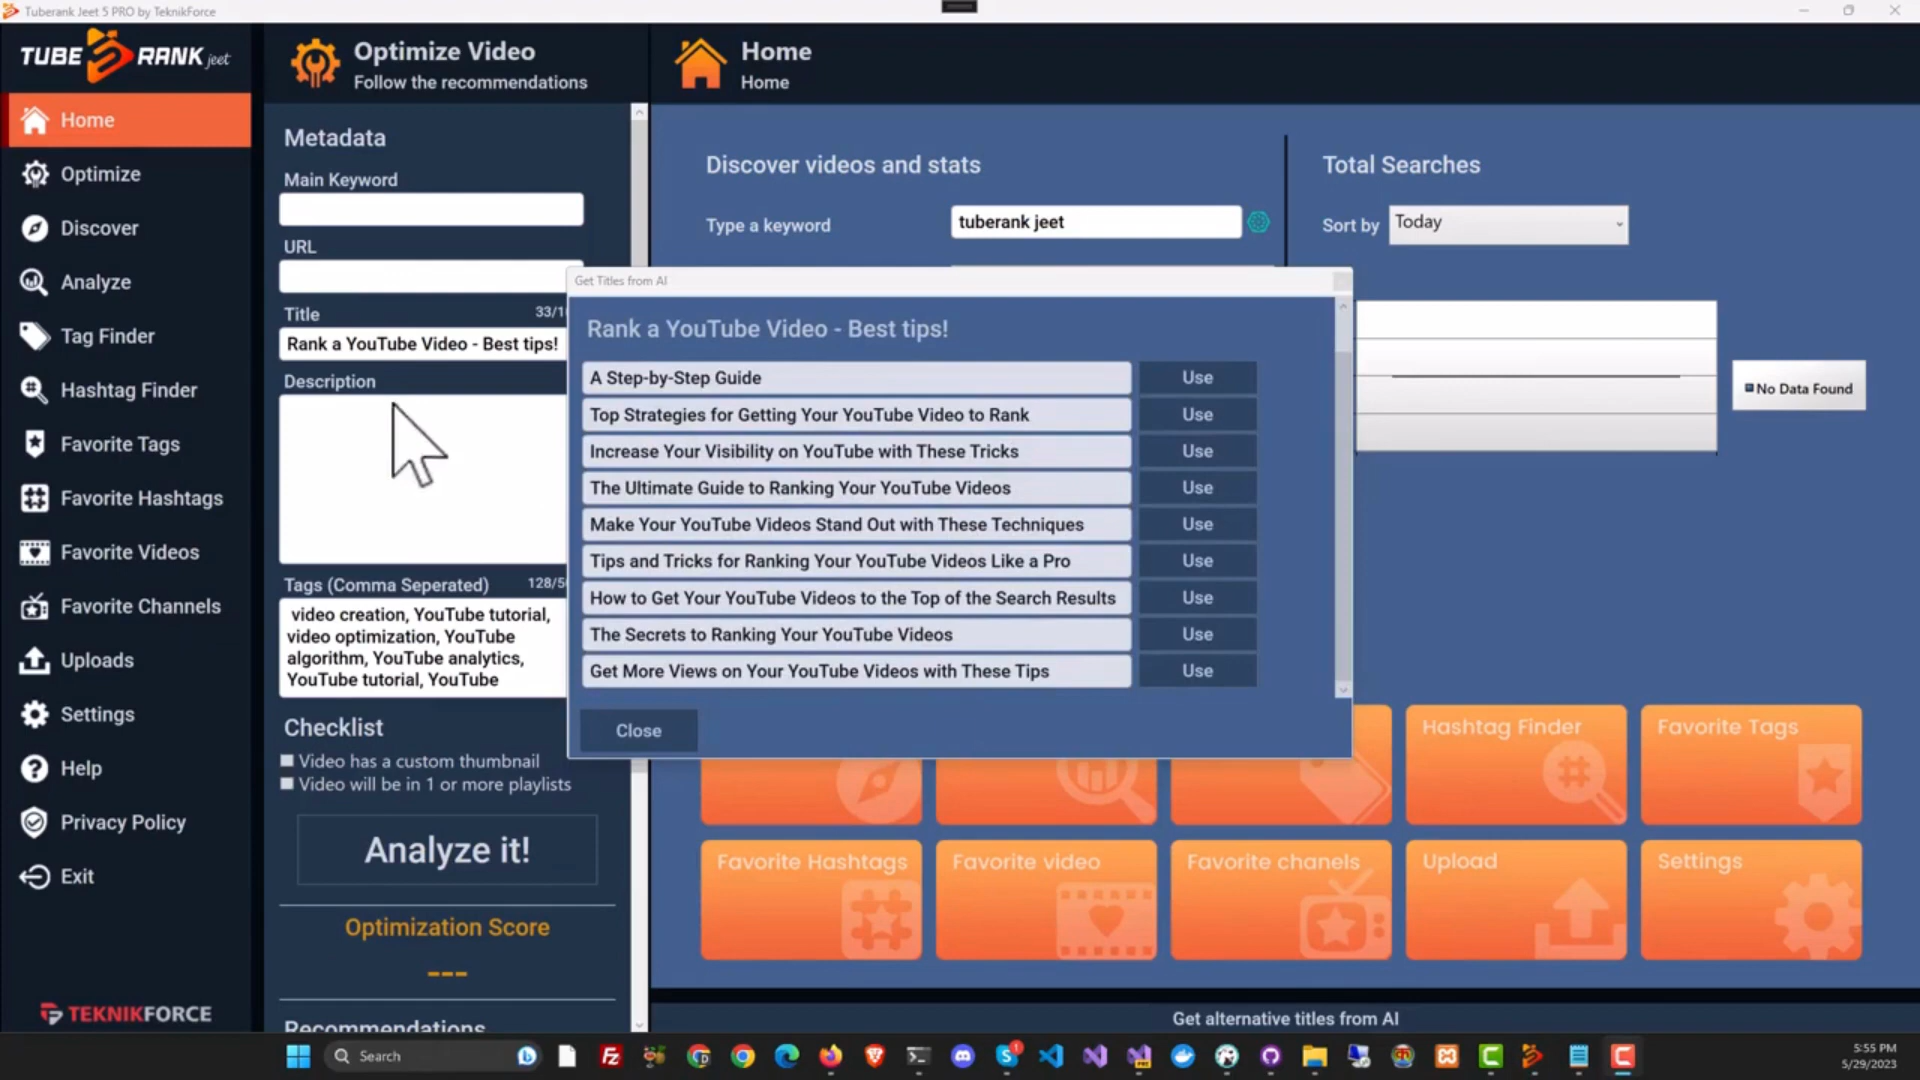 Tuberank Jeet 5 PRO by TeknikForce
TUBE RANK jeet
Home
Optimize
Discover
Analyze
Tag Finder
Hashtag Finder
Favorite Tags
Favorite Hashtags
Favorite Videos
Favorite Channels
Uploads
Settings
Help
Privacy Policy
Exit
TEKNIKFORCE
Optimize Video
Follow the recommendations
Metadata
Main Keyword
URL
Title 33/1
Rank a YouTube Video - Best tips!
Description
Tags (Comma Seperated) 128/5
video creation, YouTube tutorial,
video optimization, YouTube
algorithm, YouTube analytics,
YouTube tutorial, YouTube
Checklist
Video has a custom thumbnail
Video will be in 1 or more playlists
Analyze it!
Optimization Score
---
Recommendations
Home
Home
Discover videos and stats
Type a keyword
tuberank jeet
Total Searches
Sort by Today
No Data Found
Get Titles from AI
Rank a YouTube Video - Best tips!
A Step-by-Step Guide Use
Top Strategies for Getting Your YouTube Video to Rank Use
Increase Your Visibility on YouTube with These Tricks Use
The Ultimate Guide to Ranking Your YouTube Videos Use
Make Your YouTube Videos Stand Out with These Techniques Use
Tips and Tricks for Ranking Your YouTube Videos Like a Pro Use
How to Get Your YouTube Videos to the Top of the Search Results Use
The Secrets to Ranking Your YouTube Videos Use
Get More Views on Your YouTube Videos with These Tips Use
Close
Hashtag Finder
Favorite Tags
Favorite Hashtags
Favorite video
Favorite chanels
Upload
Settings
Get alternative titles from AI
Search
5:55 PM
5/29/2023